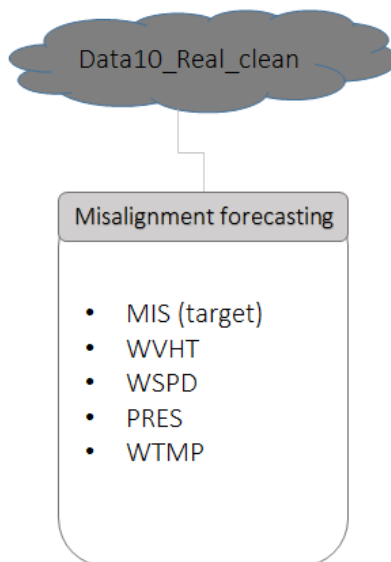 Data10_Real_clean
Misalignment forecasting
• MIS (target)
• WVHT
• WSPD
• PRES
• WTMP